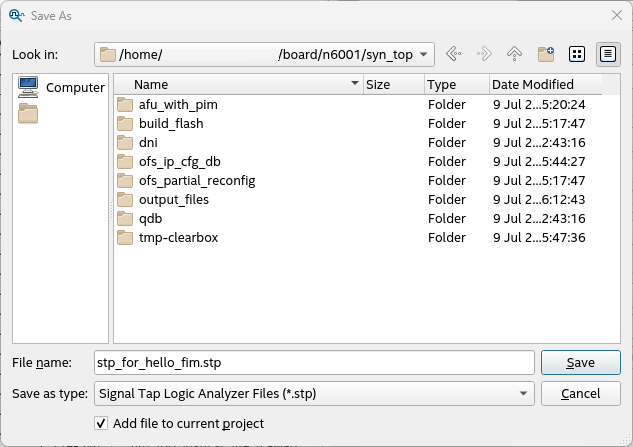 Save As
Look in: /home/ /board/n6001/syn_top
Computer
Name Size Type Date Modified
afu_with_pim Folder 9 Jul 2...5:20:24
build_flash Folder 9 Jul 2...5:17:47
dni Folder 9 Jul 2...2:43:16
ofs_ip_cfg_db Folder 9 Jul 2...5:44:27
ofs_partial_reconfig Folder 9 Jul 2...5:17:47
output_files Folder 9 Jul 2...6:12:43
qdb Folder 9 Jul 2...2:43:16
tmp-clearbox Folder 9 Jul 2...5:47:36
File name: stp_for_hello_fim.stp Save
Save as type: Signal Tap Logic Analyzer Files (*.stp) Cancel
Add file to current project